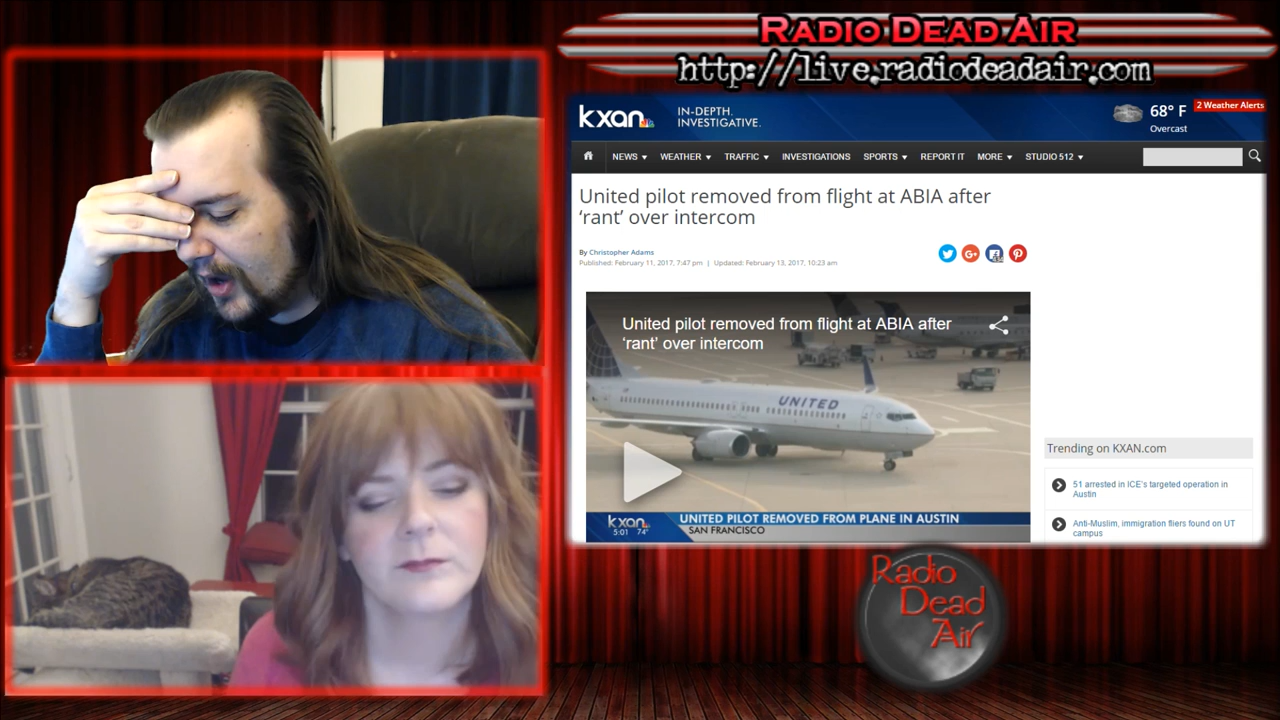 Radio Dead Air
http://live.radiodeadair.com
kxan
IN-DEPTH.
INVESTIGATIVE.
68° F
Overcast
2 Weather Alerts
NEWS
WEATHER
TRAFFIC
INVESTIGATIONS
SPORTS
REPORT IT
MORE
STUDIO 512
United pilot removed from flight at ABIA after
‘rant’ over intercom
By Christopher Adams
Published: February 11, 2017, 7:47 pm | Updated: February 13, 2017, 10:23 am
United pilot removed from flight at ABIA after
‘rant’ over intercom
UNITED
kxan
5:01 74°
UNITED PILOT REMOVED FROM PLANE IN AUSTIN
SAN FRANCISCO
Trending on KXAN.com
51 arrested in ICE's targeted operation in
Austin
Anti-Muslim, immigration fliers found on UT
campus
Radio
Dead
Air